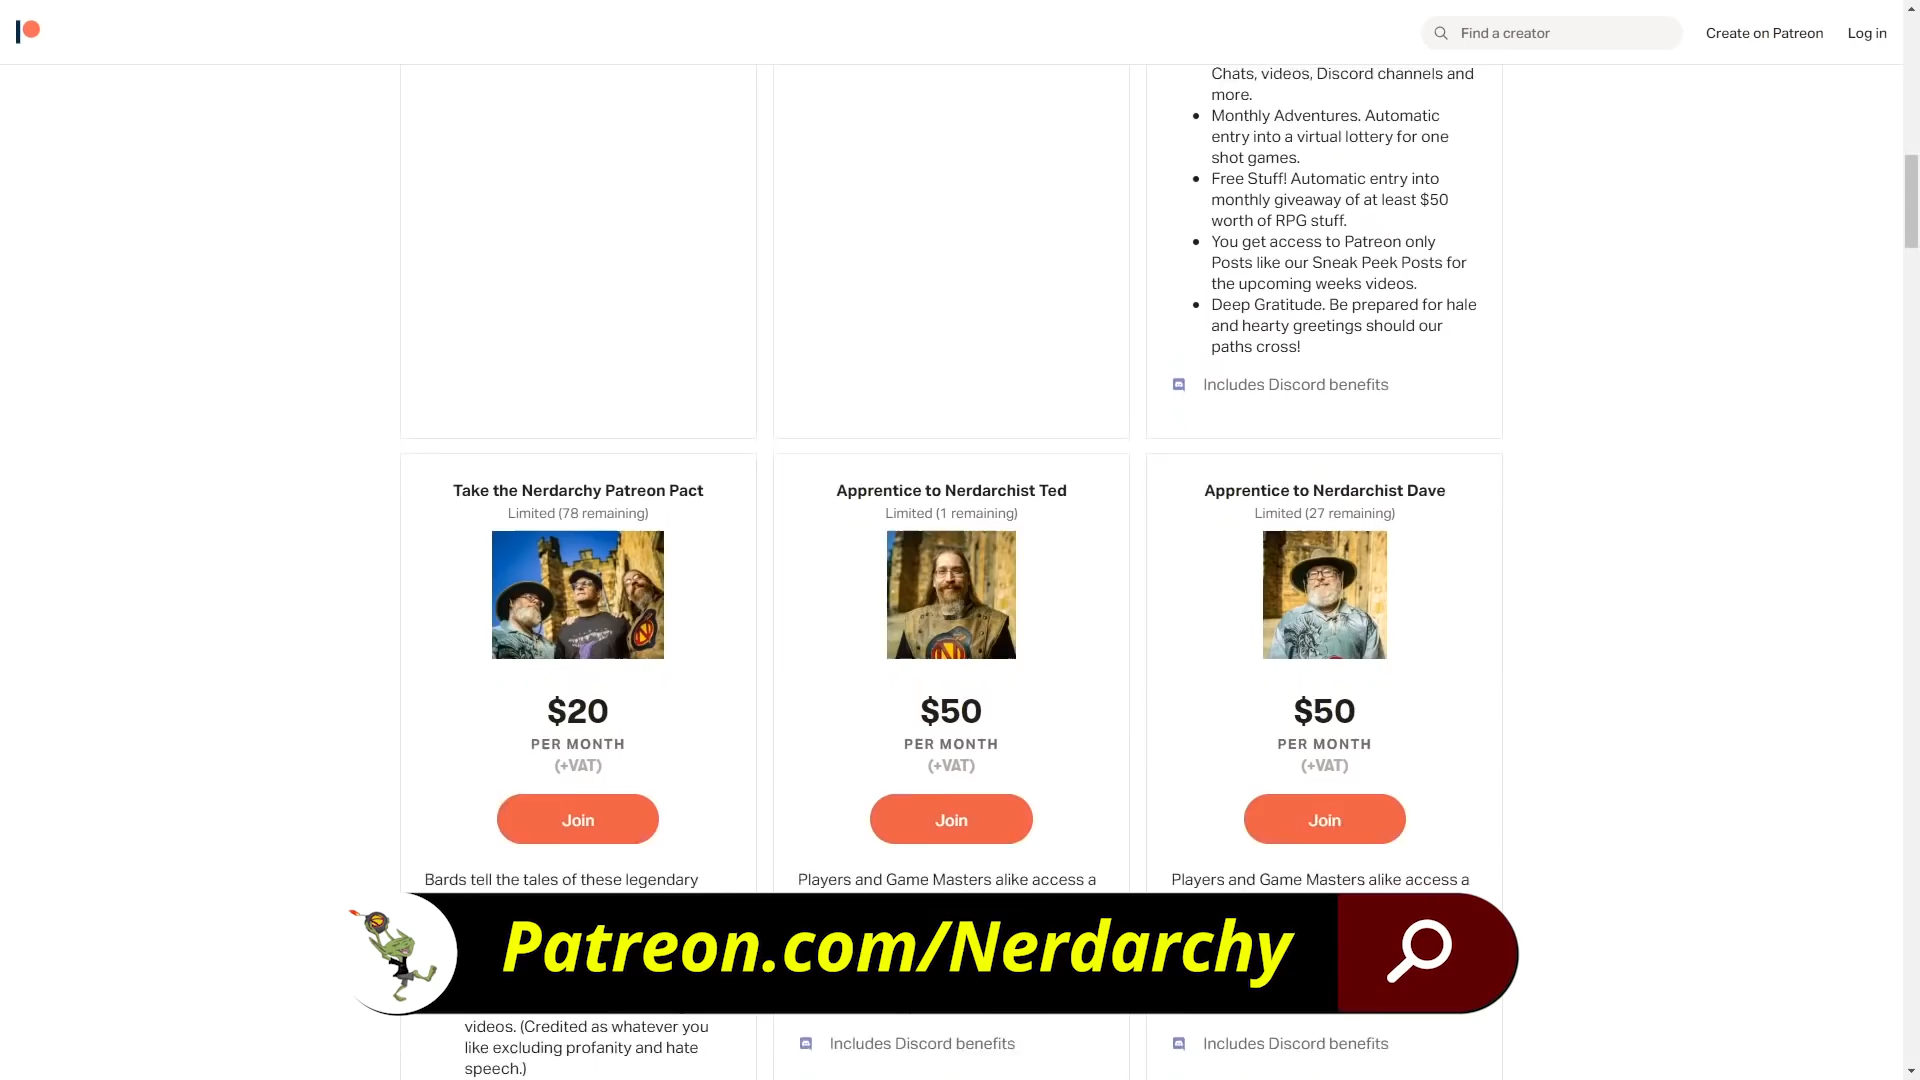 Find a creator
Create on Patreon
Log in
Chats, videos, Discord channels and
more.
Monthly Adventures. Automatic
entry into a virtual lottery for one
shot games.
Free Stuff! Automatic entry into
monthly giveaway of at least $50
worth of RPG stuff.
You get access to Patreon only
Posts like our Sneak Peek Posts for
the upcoming weeks videos.
Deep Gratitude. Be prepared for hale
and hearty greetings should our
paths cross!
Includes Discord benefits
Take the Nerdarchy Patreon Pact
Limited (78 remaining)
$20
PER MONTH
(+VAT)
Join
Bards tell the tales of these legendary
Apprentice to Nerdarchist Ted
Limited (1 remaining)
$50
PER MONTH
(+VAT)
Join
Players and Game Masters alike access a
Apprentice to Nerdarchist Dave
Limited (27 remaining)
$50
PER MONTH
(+VAT)
Join
Players and Game Masters alike access a
Patreon.com/Nerdarchy
videos. (Credited as whatever you
like excluding profanity and hate
speech.)
Includes Discord benefits
Includes Discord benefits